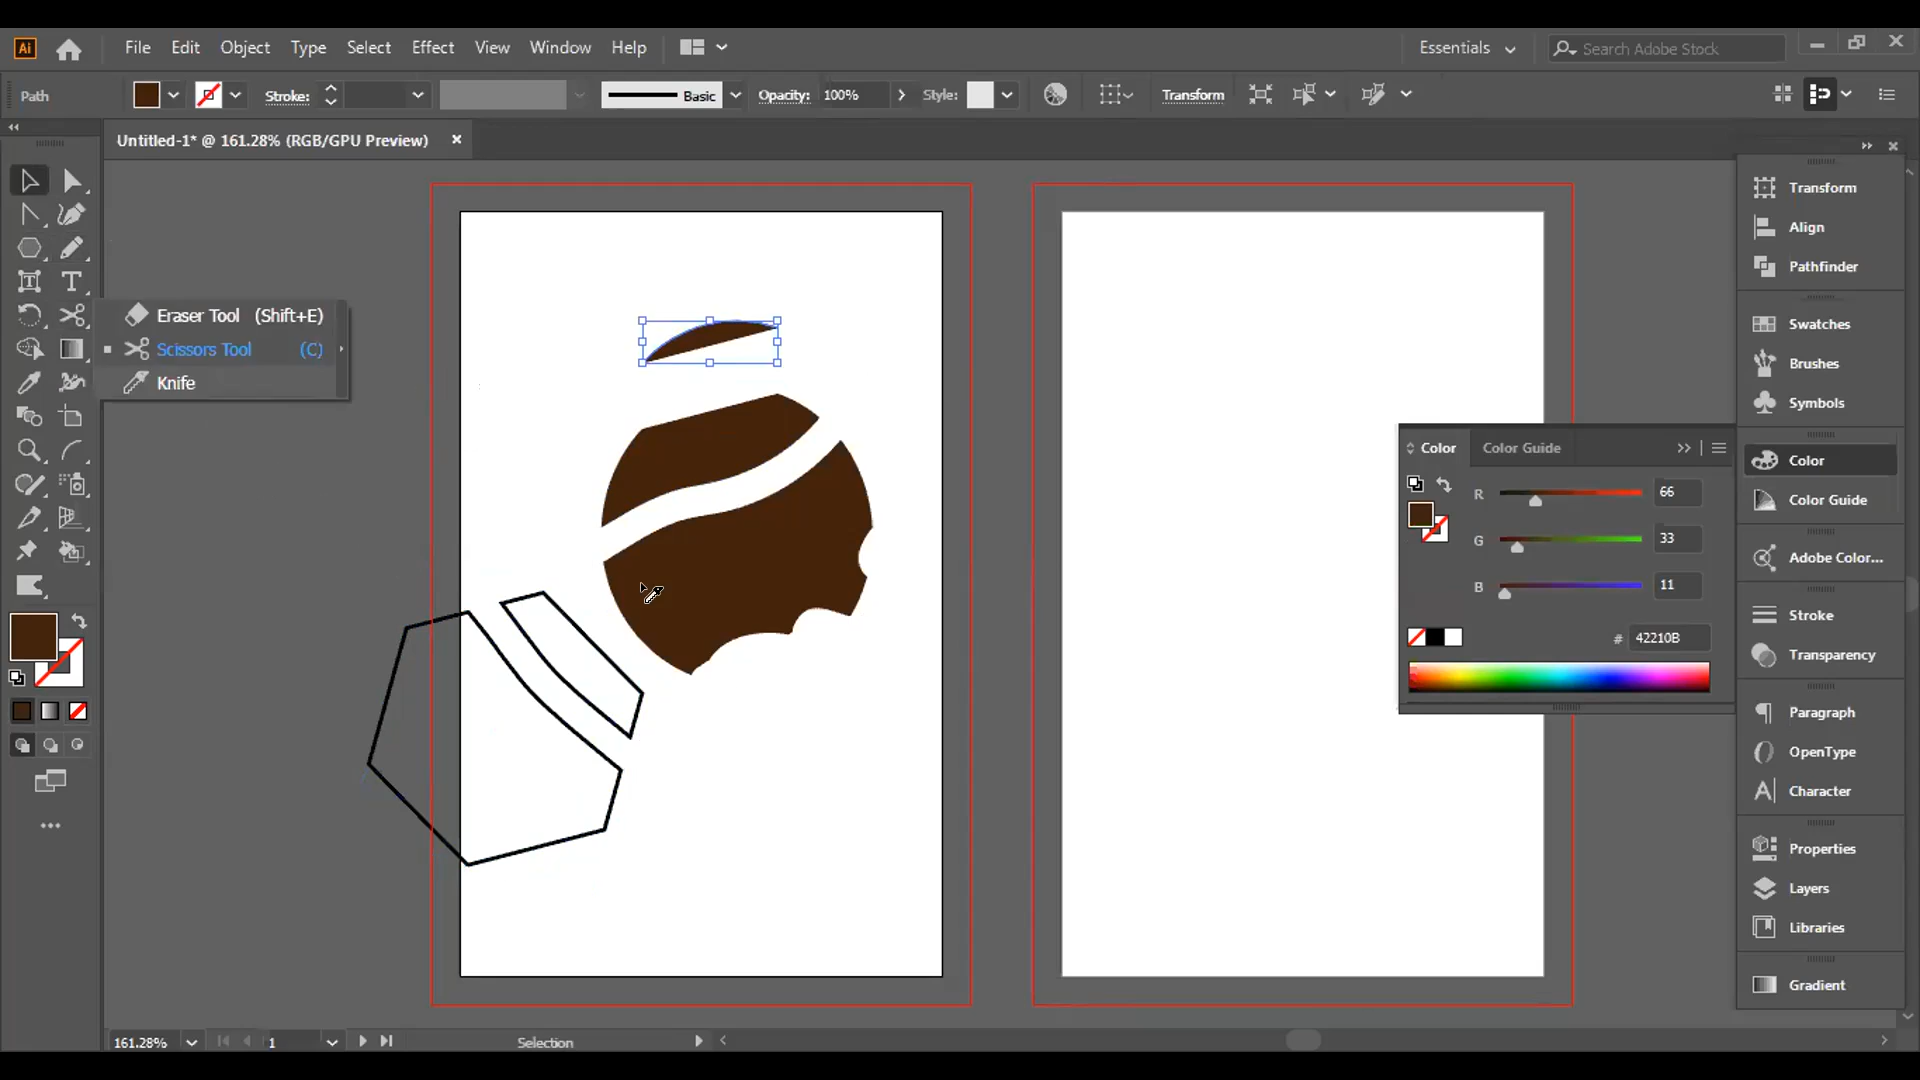 Ai File Edit Object Type Select Effect View Window Help Essentials Search Adobe Stock
Path Stroke: Basic Opacity: 100% Style: Transform
Untitled-1* @ 161.28% (RGB/GPU Preview)
Eraser Tool (Shift+E)
Scissors Tool (C)
Knife
Color Color Guide
R 66
G 33
B 11
# 42210B
Transform
Align
Pathfinder
Swatches
Brushes
Symbols
Color
Color Guide
Adobe Color...
Stroke
Transparency
Paragraph
OpenType
Character
Properties
Layers
Libraries
Gradient
161.28% 1 Selection